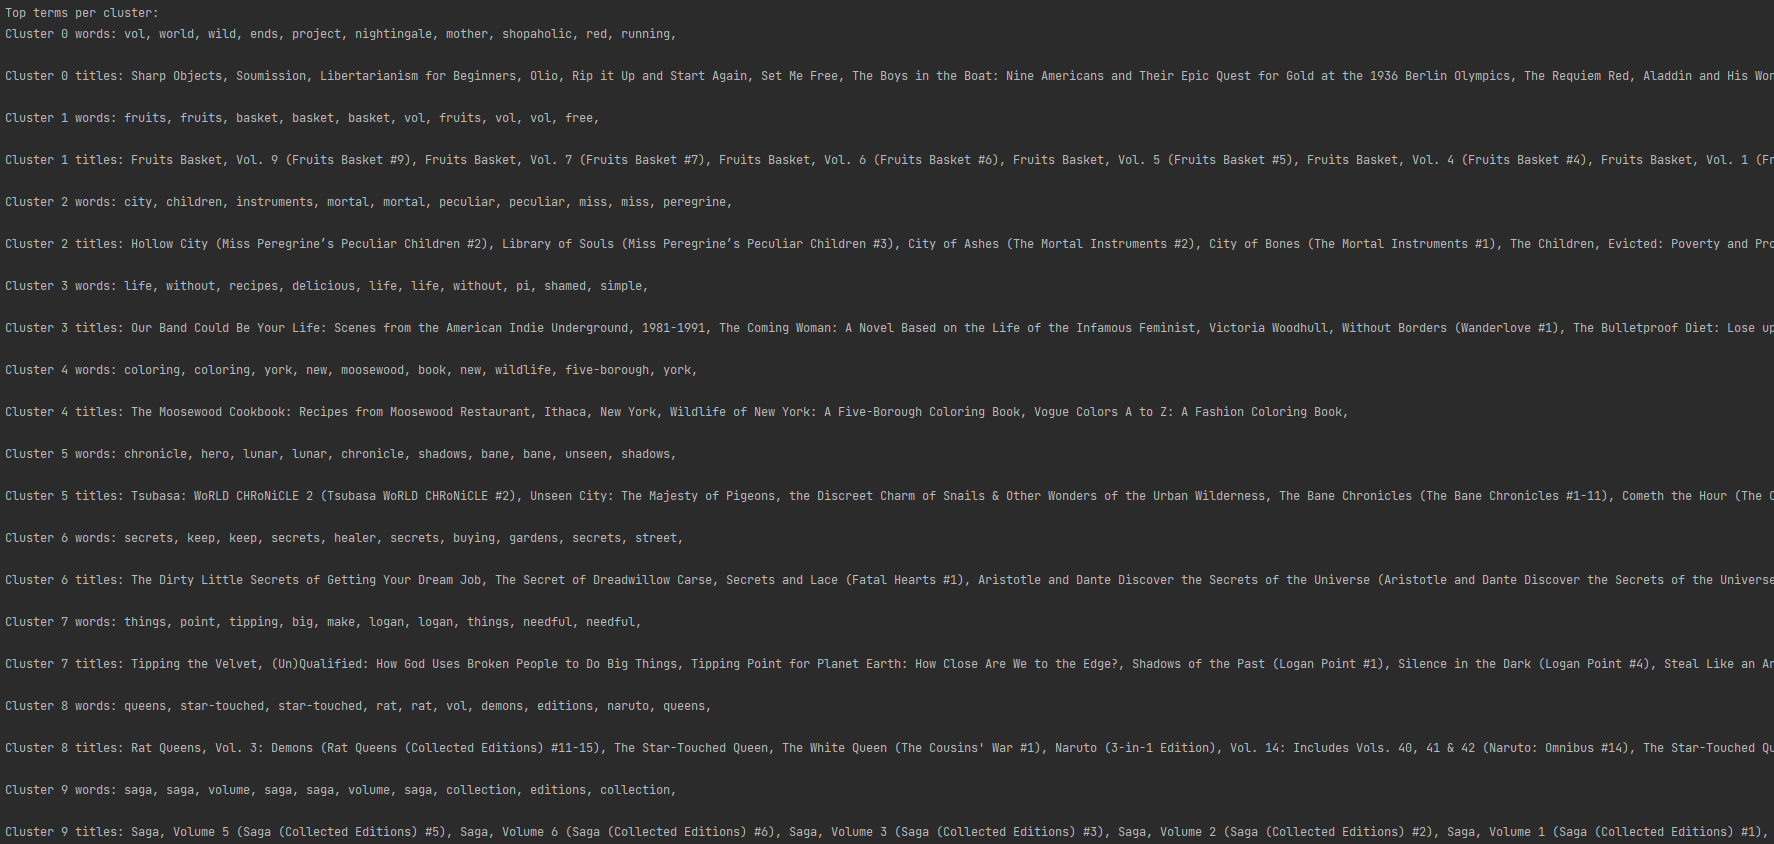 Top terms per cluster:
Cluster 0 words: vol, world, wild, ends, project, nightingale, mother, shopaholic, red, running,
Cluster 0 titles: Sharp Objects, Soumission, Libertarianism for Beginners, Olio, Rip it Up and Start Again, Set Me Free, The Boys in the Boat: Nine Americans and Their Epic Quest for Gold at the 1936 Berlin Olympics, The Requiem Red, Aladdin and His
Cluster 1 words: fruits, fruits, basket, basket, basket, vol, fruits, vol, vol, free,
Cluster 1 titles: Fruits Basket, Vol. 9 (Fruits Basket #9), Fruits Basket, Vol. 7 (Fruits Basket #7), Fruits Basket, Vol. 6 (Fruits Basket #6), Fruits Basket, Vol. 5 (Fruits Basket #5), Fruits Basket, Vol. 4 (Fruits Basket #4), Fruits Basket, Vol. 1
Cluster 2 words: city, children, instruments, mortal, mortal, peculiar, peculiar, miss, miss, peregrine,
Cluster 2 titles: Hollow City (Miss Peregrine’s Peculiar Children #2), Library of Souls (Miss Peregrine’s Peculiar Children #3), City of Ashes (The Mortal Instruments #2), City of Bones (The Mortal Instruments #1), The Children, Evicted: Poverty and
Cluster 3 words: life, without, recipes, delicious, life, life, without, pi, shamed, simple,
Cluster 3 titles: Our Band Could Be Your Life: Scenes from the American Indie Underground, 1981-1991, The Coming Woman: A Novel Based on the Life of the Infamous Feminist, Victoria Woodhull, Without Borders (Wanderlove #1), The Bulletproof Diet: Lose up
Cluster 4 words: coloring, coloring, york, new, moosewood, book, new, wildlife, five-borough, york,
Cluster 4 titles: The Moosewood Cookbook: Recipes from Moosewood Restaurant, Ithaca, New York, Wildlife of New York: A Five-Borough Coloring Book, Vogue Colors A to Z: A Fashion Coloring Book,
Cluster 5 words: chronicle, hero, lunar, lunar, chronicle, shadows, bane, bane, unseen, shadows,
Cluster 5 titles: Tsubasa: WoRLD CHRoNiCLE 2 (Tsubasa WoRLD CHRoNiCLE #2), Unseen City: The Majesty of Pigeons, the Discreet Charm of Snails & Other Wonders of the Urban Wilderness, The Bane Chronicles (The Bane Chronicles #1-11), Cometh the Hour (The
Cluster 6 words: secrets, keep, keep, secrets, healer, secrets, buying, gardens, secrets, street,
Cluster 6 titles: The Dirty Little Secrets of Getting Your Dream Job, The Secret of Dreadwillow Carse, Secrets and Lace (Fatal Hearts #1), Aristotle and Dante Discover the Secrets of the Universe (Aristotle and Dante Discover the Secrets of the Universe
Cluster 7 words: things, point, tipping, big, make, logan, logan, things, needful, needful,
Cluster 7 titles: Tipping the Velvet, (Un)Qualified: How God Uses Broken People to Do Big Things, Tipping Point for Planet Earth: How Close Are We to the Edge?, Shadows of the Past (Logan Point #1), Silence in the Dark (Logan Point #4), Steal Like an
Cluster 8 words: queens, star-touched, star-touched, rat, rat, vol, demons, editions, naruto, queens,
Cluster 8 titles: Rat Queens, Vol. 3: Demons (Rat Queens (Collected Editions) #11-15), The Star-Touched Queen, The White Queen (The Cousins' War #1), Naruto (3-in-1 Edition), Vol. 14: Includes Vols. 40, 41 & 42 (Naruto: Omnibus #14), The Star-Touched
Cluster 9 words: saga, saga, volume, saga, saga, volume, saga, collection, editions, collection,
Cluster 9 titles: Saga, Volume 5 (Saga (Collected Editions) #5), Saga, Volume 6 (Saga (Collected Editions) #6), Saga, Volume 3 (Saga (Collected Editions) #3), Saga, Volume 2 (Saga (Collected Editions) #2), Saga, Volume 1 (Saga (Collected Editions) #1),